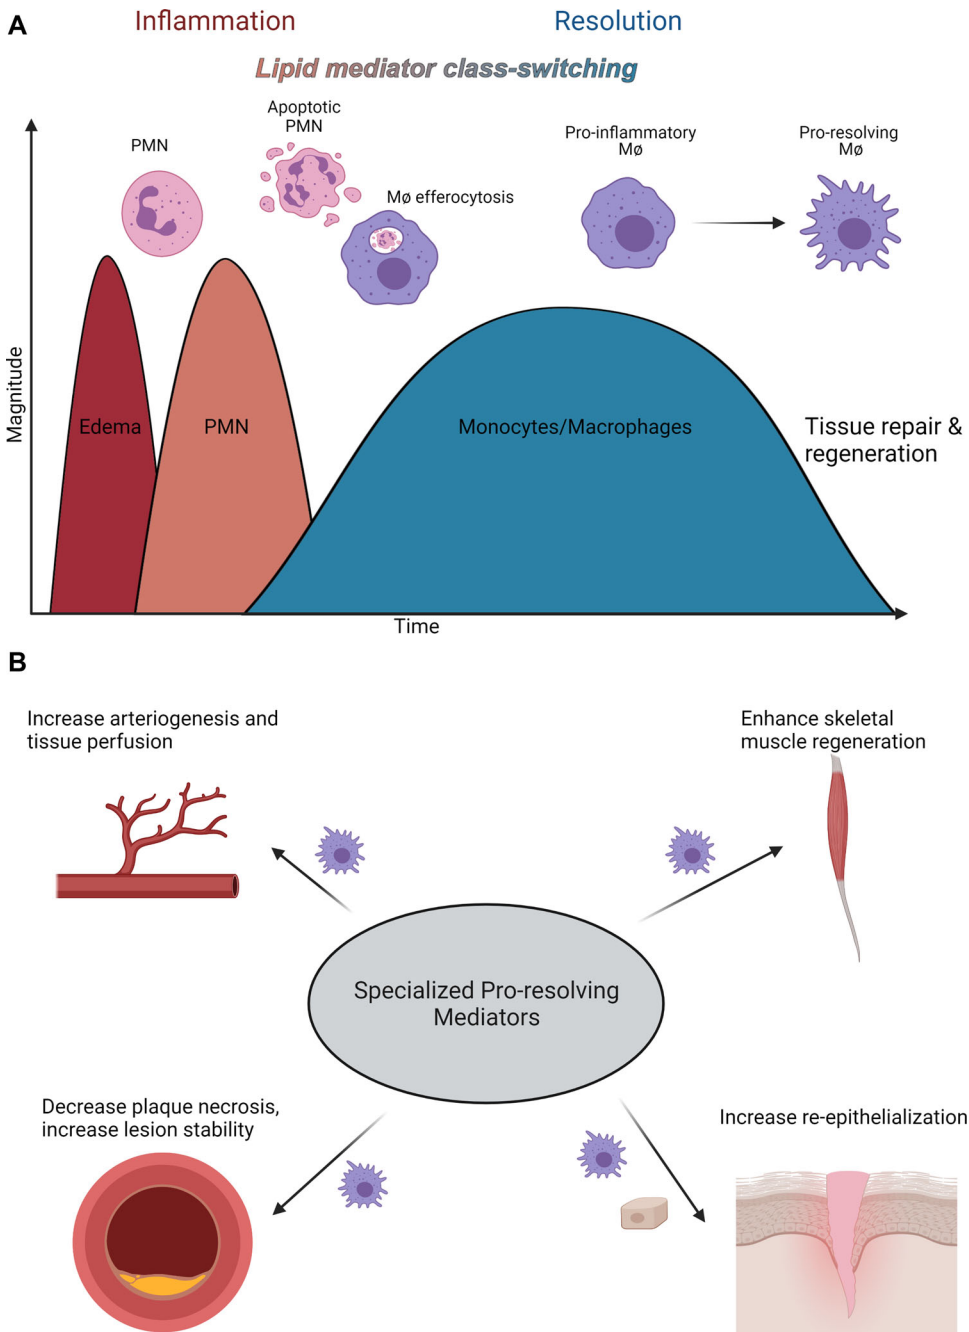 A
Inflammation
Resolution
Lipid mediator class-switching
Apoptotic
PMN
PMN
Pro-inflammatory
Mø
Pro-resolving
Mø
Mø efferocytosis
Magnitude
Edema
PMN
Monocytes/Macrophages
Tissue repair &
regeneration
Time
B
Increase arteriogenesis and
tissue perfusion
Enhance skeletal
muscle regeneration
Specialized Pro-resolving
Mediators
Decrease plaque necrosis,
increase lesion stability
Increase re-epithelialization